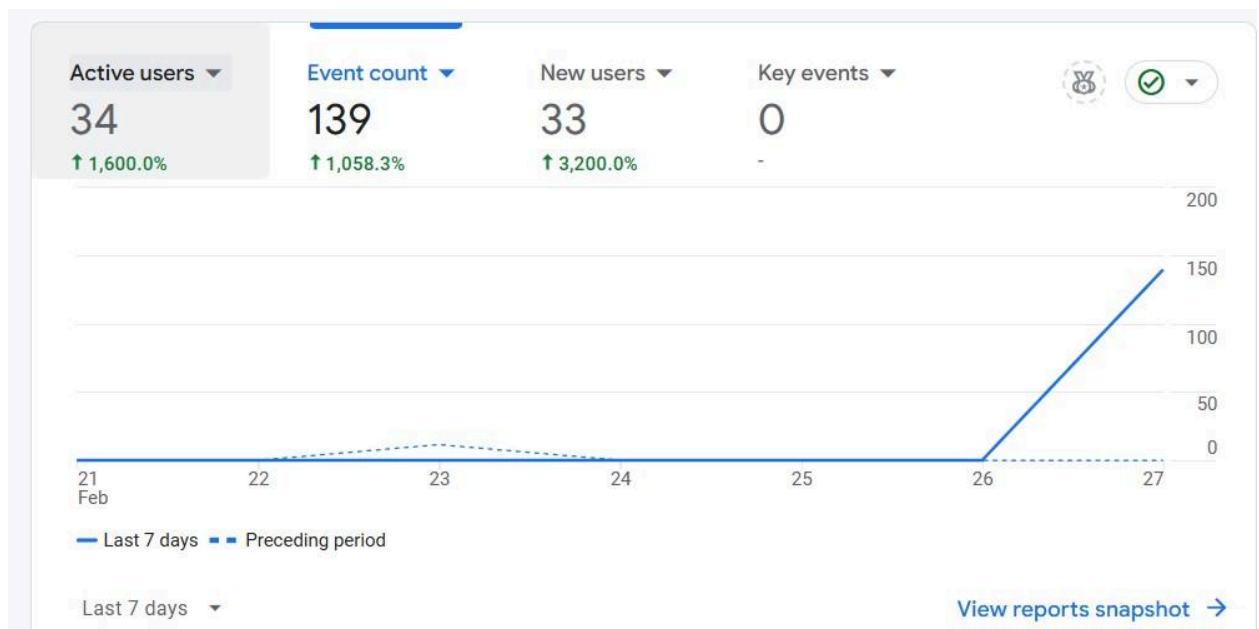 Active users Event count New users Key events
34 139 33 0
↑ 1,600.0% ↑ 1,058.3% ↑ 3,200.0% -
200
150
100
50
0
21 22 23 24 25 26 27
Feb
Last 7 days Preceding period
Last 7 days View reports snapshot →